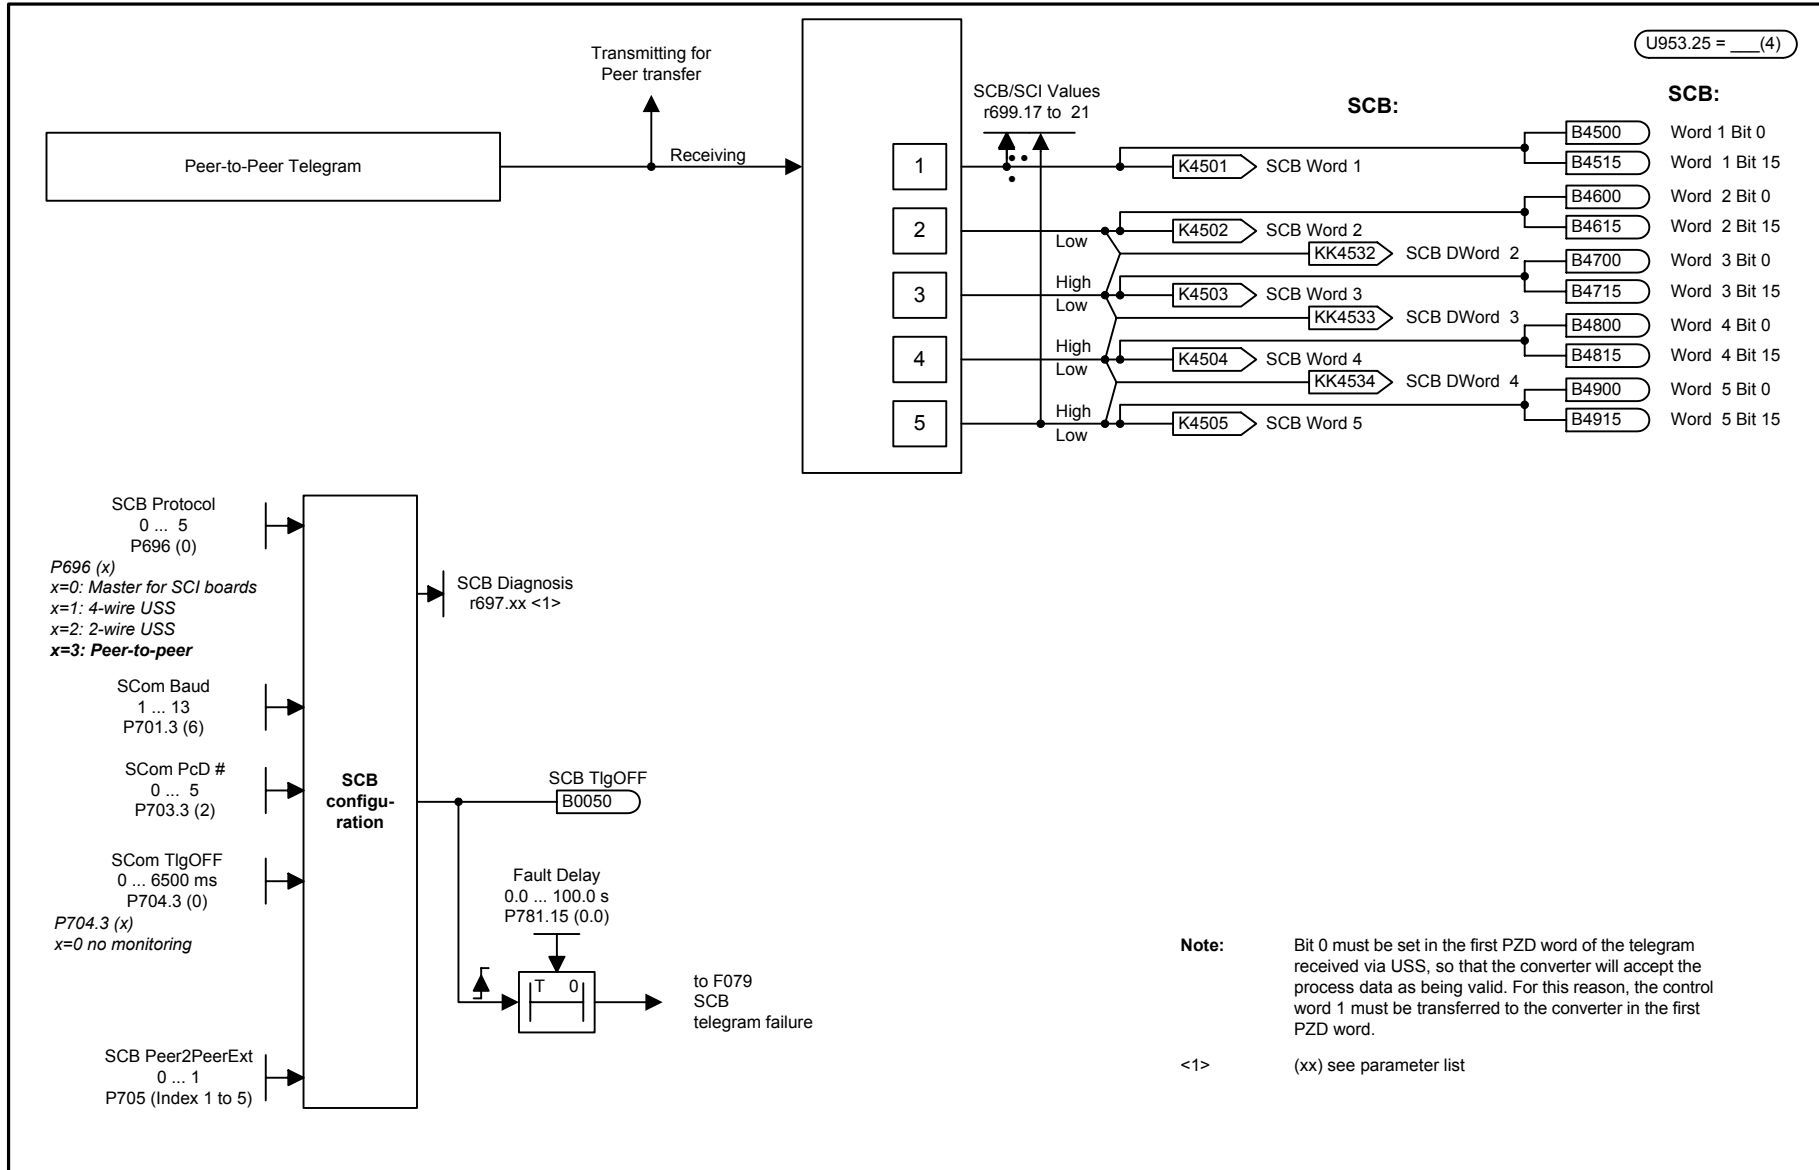 U953.25 = ___(4)
Transmitting for
Peer transfer
Peer-to-Peer Telegram
Receiving
1
2
3
4
5
SCB/SCI Values
r699.17 to 21
Low
High
Low
High
Low
High
Low
SCB:
K4501 SCB Word 1
K4502 SCB Word 2
KK4532 SCB DWord 2
K4503 SCB Word 3
KK4533 SCB DWord 3
K4504 SCB Word 4
KK4534 SCB DWord 4
K4505 SCB Word 5
SCB:
B4500 Word 1 Bit 0
B4515 Word 1 Bit 15
B4600 Word 2 Bit 0
B4615 Word 2 Bit 15
B4700 Word 3 Bit 0
B4715 Word 3 Bit 15
B4800 Word 4 Bit 0
B4815 Word 4 Bit 15
B4900 Word 5 Bit 0
B4915 Word 5 Bit 15
SCB Protocol
0 ... 5
P696 (0)
P696 (x)
x=0: Master for SCI boards
x=1: 4-wire USS
x=2: 2-wire USS
x=3: Peer-to-peer
SCom Baud
1 ... 13
P701.3 (6)
SCom PcD #
0 ... 5
P703.3 (2)
SCom TlgOFF
0 ... 6500 ms
P704.3 (0)
P704.3 (x)
x=0 no monitoring
SCB Peer2PeerExt
0 ... 1
P705 (Index 1 to 5)
SCB
configu-
ration
SCB Diagnosis
r697.xx <1>
SCB TlgOFF
B0050
Fault Delay
0.0 ... 100.0 s
P781.15 (0.0)
T 0
to F079
SCB
telegram failure
Note: Bit 0 must be set in the first PZD word of the telegram
received via USS, so that the converter will accept the
process data as being valid. For this reason, the control
word 1 must be transferred to the converter in the first
PZD word.
<1> (xx) see parameter list